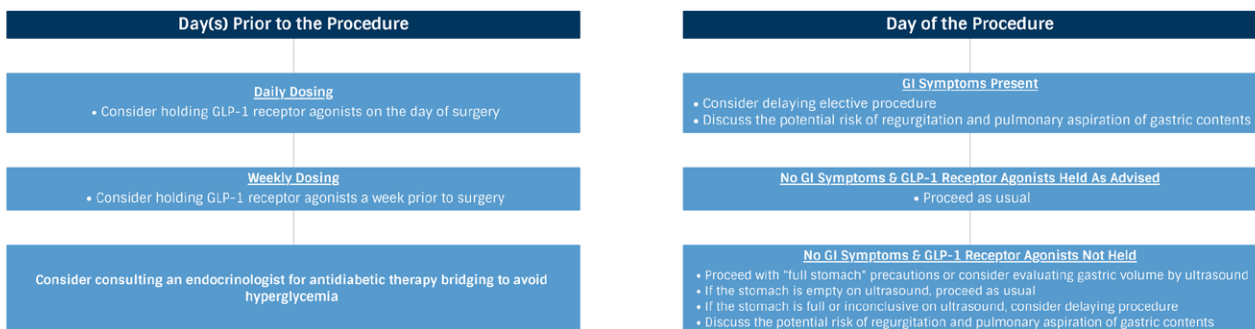 Day(s) Prior to the Procedure
Daily Dosing
• Consider holding GLP-1 receptor agonists on the day of surgery
Weekly Dosing
• Consider holding GLP-1 receptor agonists a week prior to surgery
Consider consulting an endocrinologist for antidiabetic therapy bridging to avoid
hyperglycemia
Day of the Procedure
GI Symptoms Present
• Consider delaying elective procedure
• Discuss the potential risk of regurgitation and pulmonary aspiration of gastric contents
No GI Symptoms & GLP-1 Receptor Agonists Held As Advised
• Proceed as usual
No GI Symptoms & GLP-1 Receptor Agonists Not Held
• Proceed with "full stomach" precautions or consider evaluating gastric volume by ultrasound
• If the stomach is empty on ultrasound, proceed as usual
• If the stomach is full or inconclusive on ultrasound, consider delaying procedure
• Discuss the potential risk of regurgitation and pulmonary aspiration of gastric contents